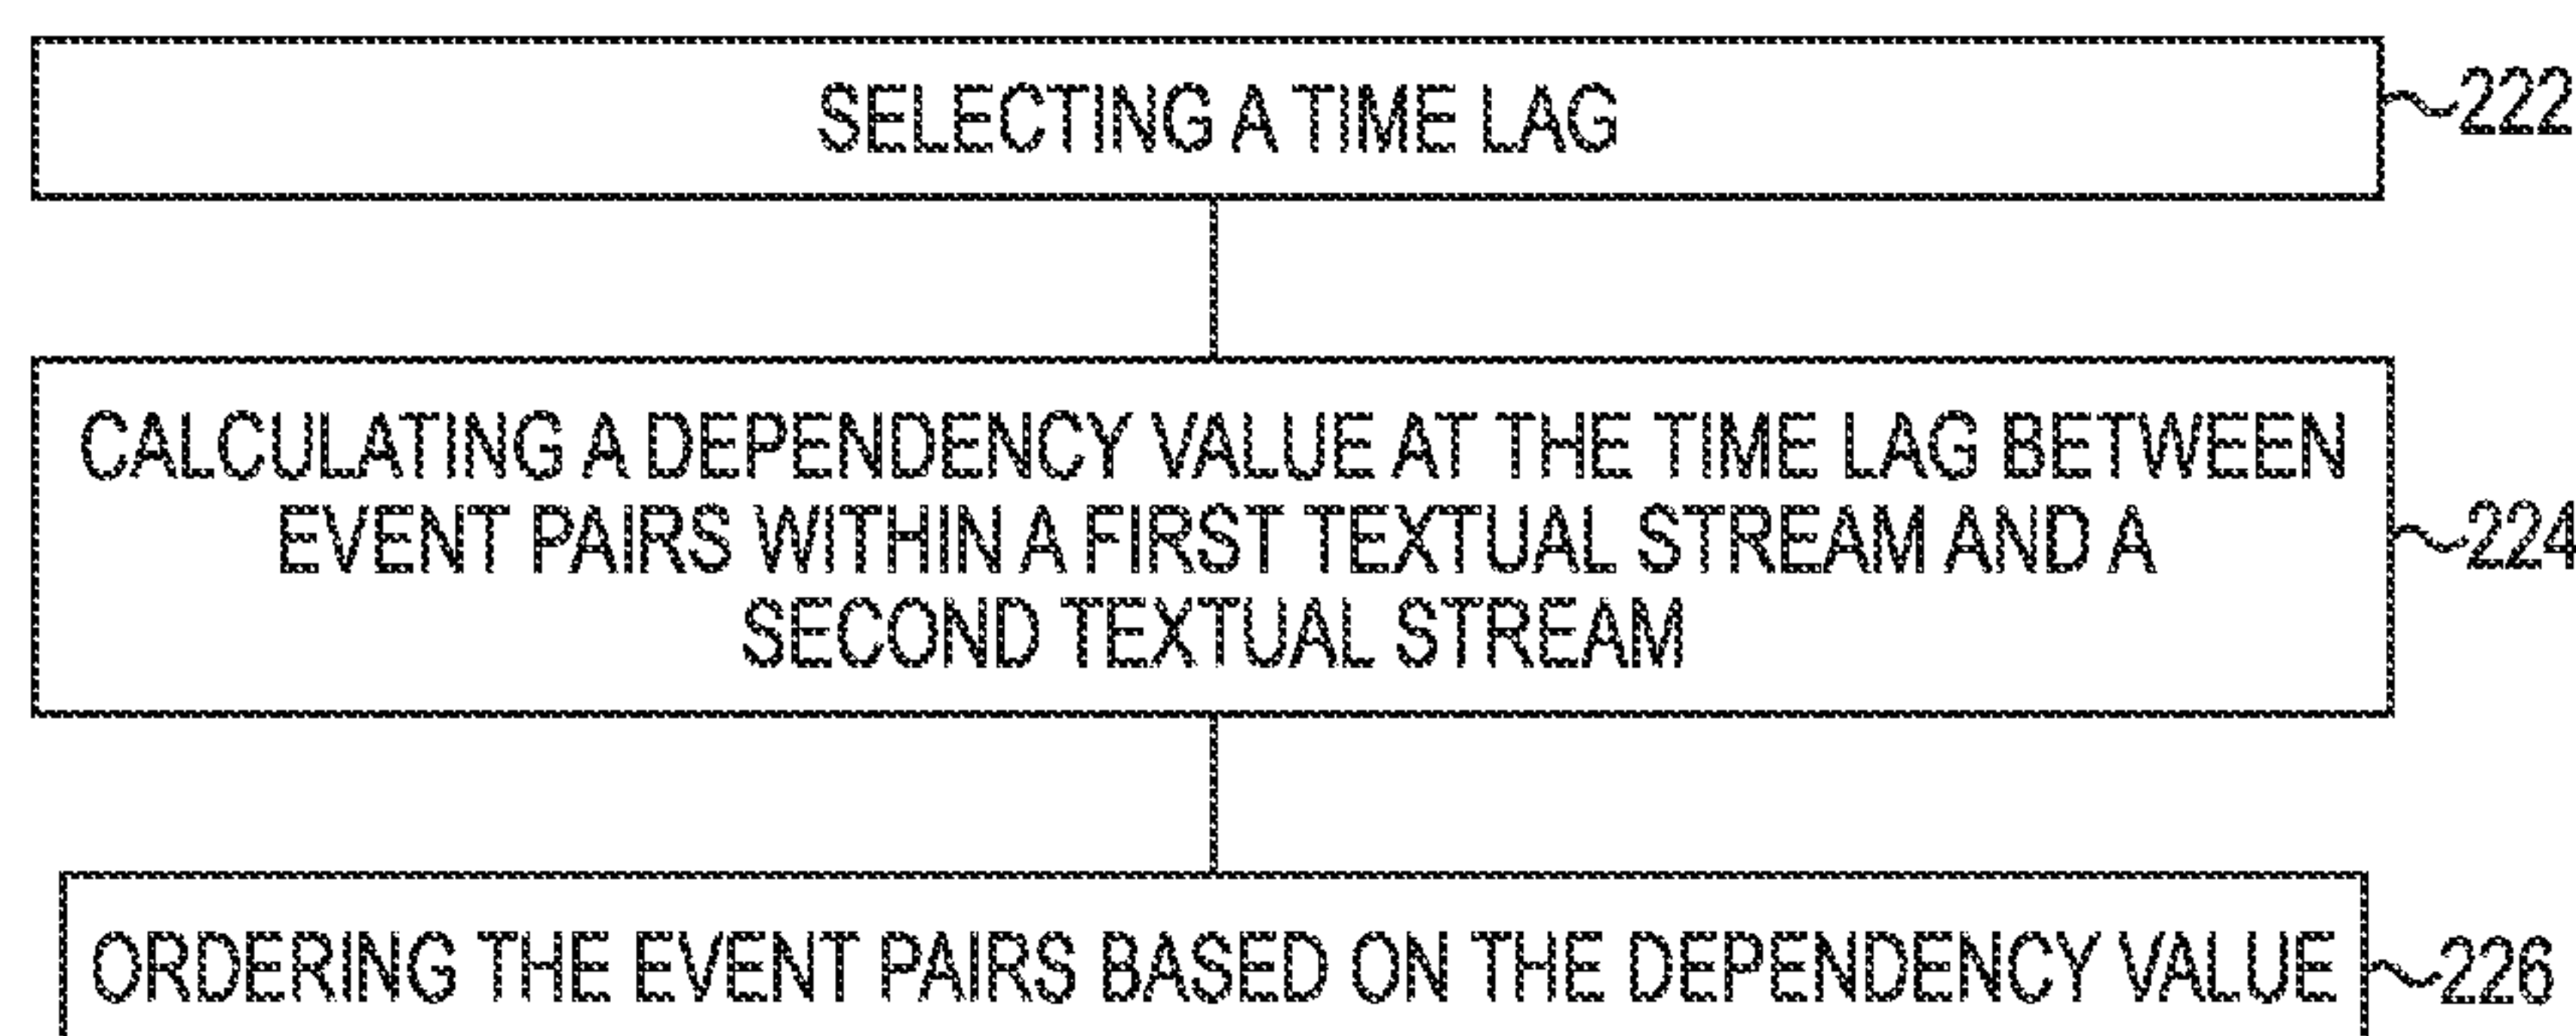 SELECTING A TIME LAG
222
CALCULATING A DEPENDENCY VALUE AT THE TIME LAG BETWEEN
EVENT PAIRS WITHIN A FIRST TEXTUAL STREAM AND A
SECOND TEXTUAL STREAM
224
ORDERING THE EVENT PAIRS BASED ON THE DEPENDENCY VALUE
226